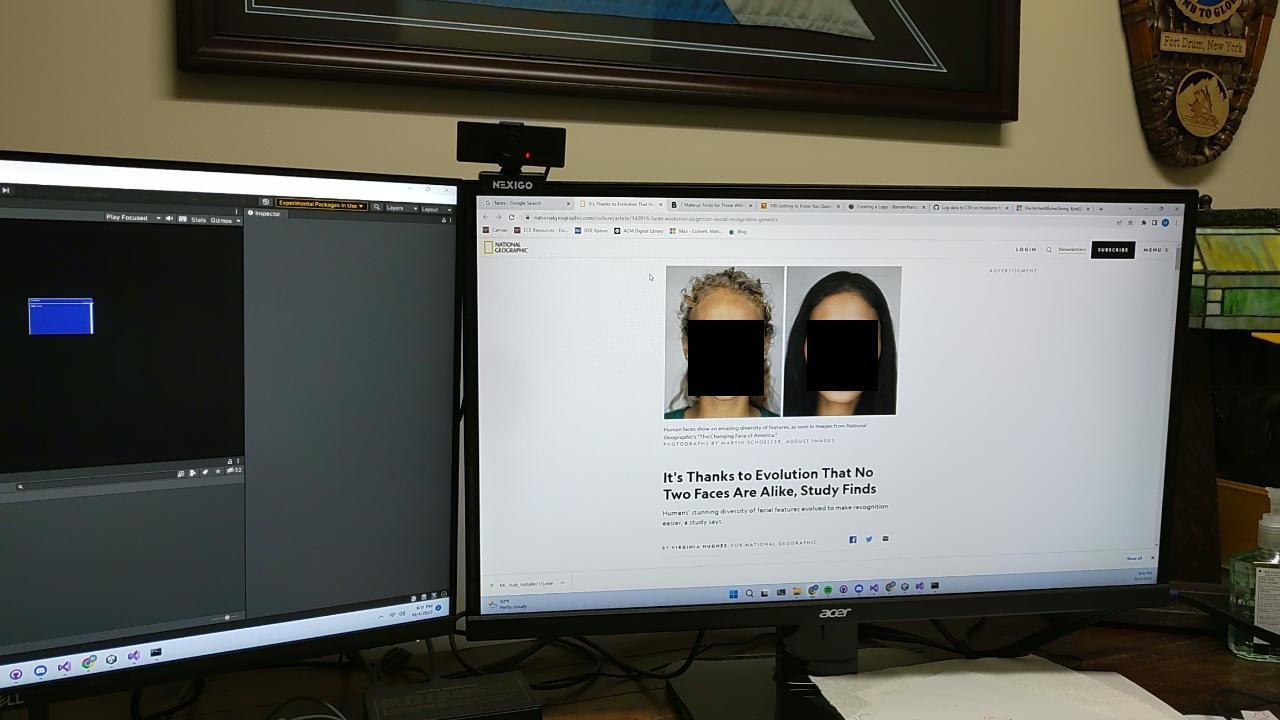 Fort Drum, New York
NEXIGO
Experimental Packages In Use
Layers
Layout
Play Focused
Stats
Gizmos
Inspector
faces - Google Search
It's Thanks to Evolution That No
7 Makeup Tricks for Those With
100 Getting to Know You Ques
Creating a Logo - BlenderNat
Log data to CSV on HoloLens
nationalgeographic.com/culture/article/140916-faces-evolution-cognition-social-recognition-genetics
Canvas
ECE Resources - En...
IEEE Xplore
ACM Digital Library
Mail - Corbett, Matt...
Blog
NATIONAL
GEOGRAPHIC
LOGIN
Newsletters
SUBSCRIBE
MENU
ADVERTISEMENT
Human faces show an amazing diversity of features, as seen in images from National
Geographic's "The Changing Face of America."
PHOTOGRAPHS BY MARTIN SCHOELLER, AUGUST IMAGES
It's Thanks to Evolution That No
Two Faces Are Alike, Study Finds
Humans' stunning diversity of facial features evolved to make recognition
easier, a study says.
BY VIRGINIA HUGHES, FOR NATIONAL GEOGRAPHIC
ML_Hub_Installer (1).exe
Show all
Partly cloudy
acer